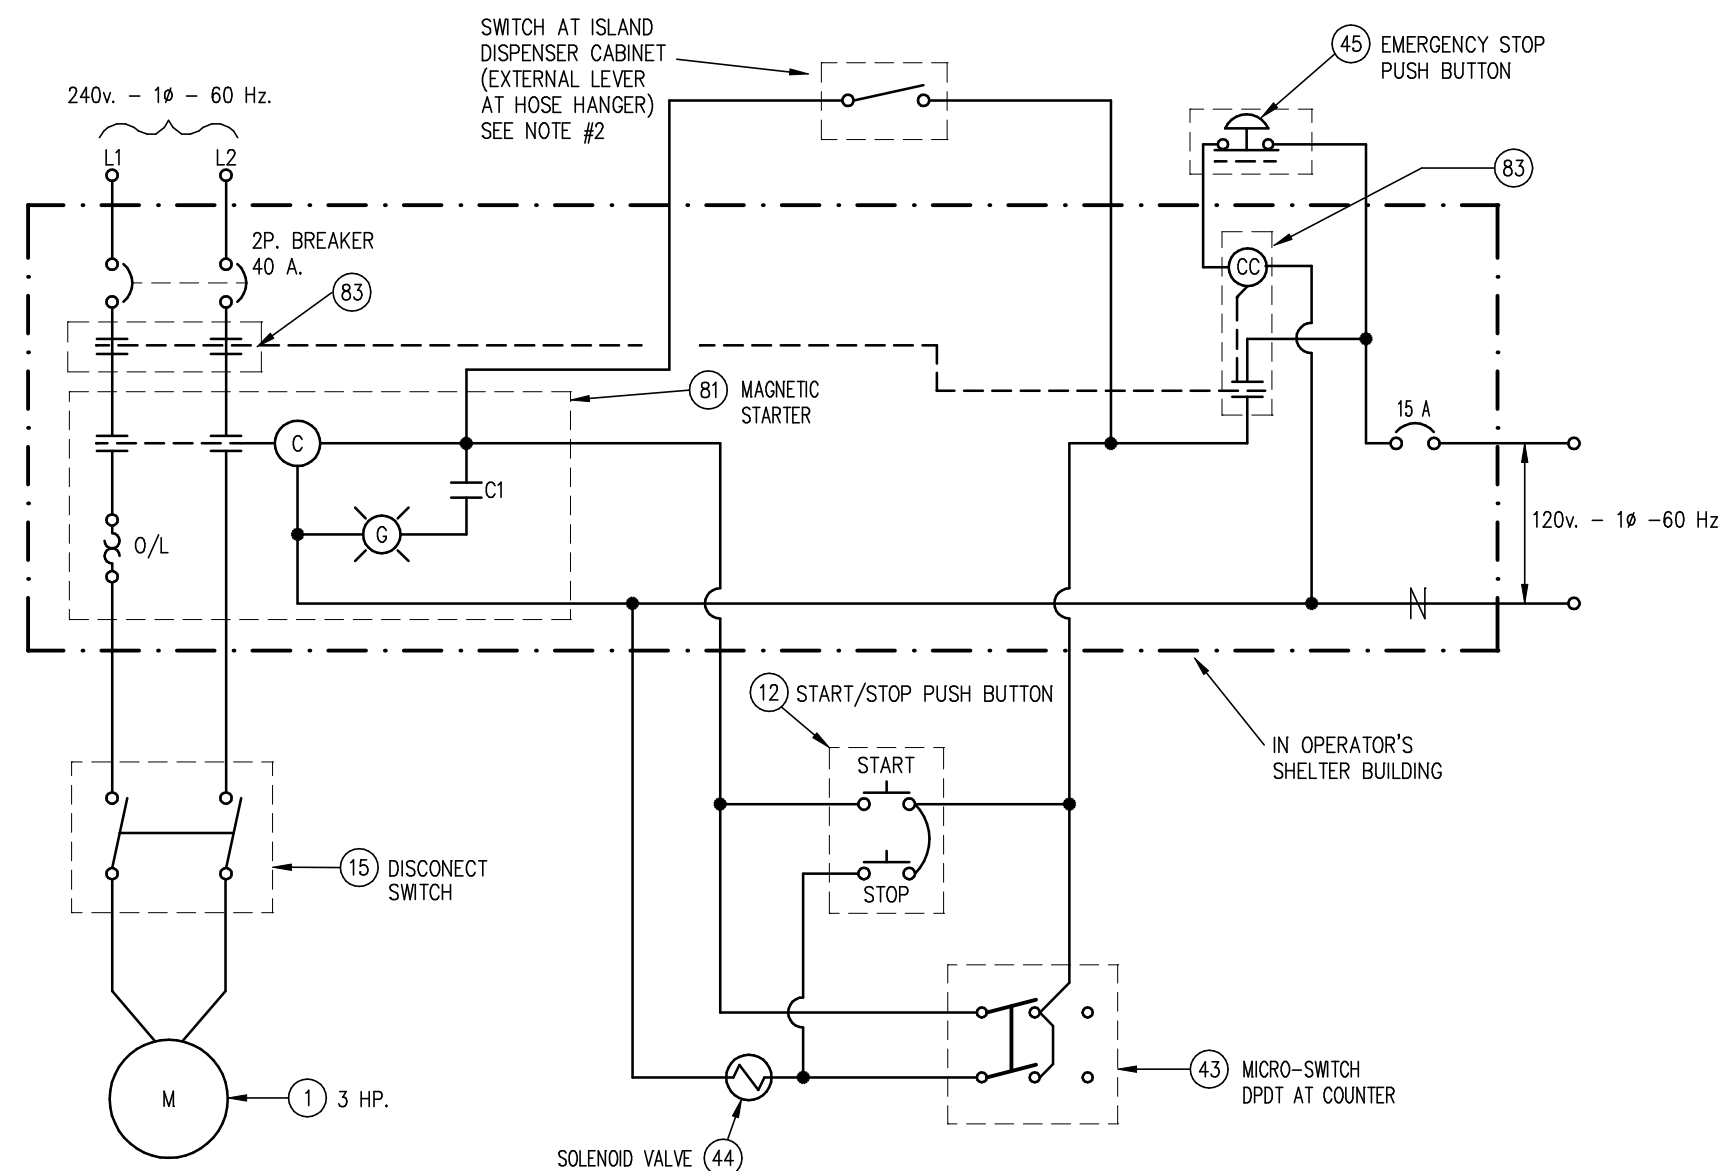 SWITCH AT ISLAND
DISPENSER CABINET
(EXTERNAL LEVER
AT HOSE HANGER)
SEE NOTE #2
45 EMERGENCY STOP
PUSH BUTTON
240v. - 1ø - 60 Hz.
L1 L2
83
2P. BREAKER
40 A.
83
CC
81 MAGNETIC
STARTER
15 A
C
C1
G
O/L
120v. - 1ø -60 Hz
N
12 START/STOP PUSH BUTTON
IN OPERATOR'S
SHELTER BUILDING
START
STOP
15 DISCONECT
SWITCH
43 MICRO-SWITCH
DPDT AT COUNTER
M
1 3 HP.
SOLENOID VALVE 44